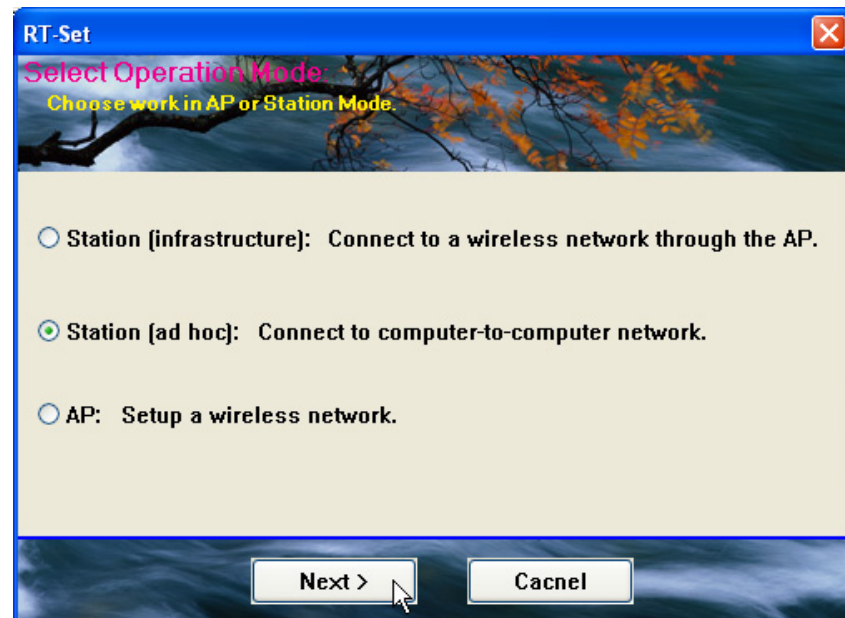 RT-Set
Select Operation Mode:
Choose work in AP or Station Mode.
Station (infrastructure): Connect to a wireless network through the AP.
Station (ad hoc): Connect to computer-to-computer network.
AP: Setup a wireless network.
Next >
Cacnel